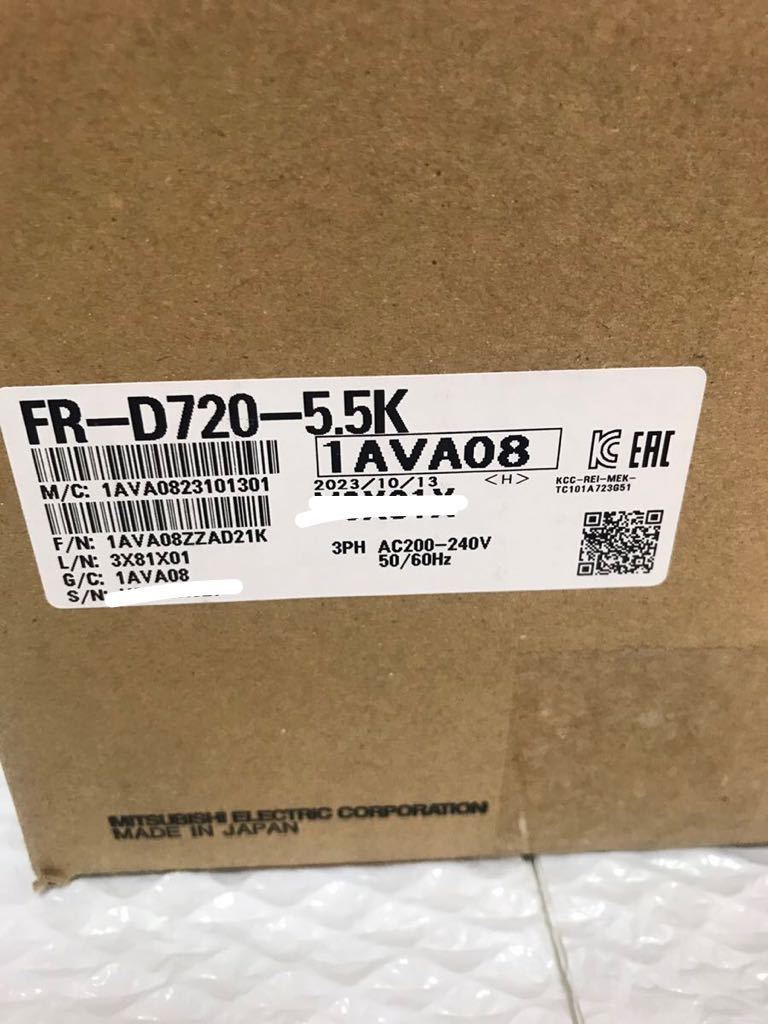 FR-D720-5.5K
1AVA08
M/C: 1AVA0823101301
2023/10/13 <H>
KCC-REI-MEK-
TC101A723G51
EAC
F/N: 1AVA08ZZAD21K
L/N: 3X81X01
G/C: 1AVA08
S/N:
3PH AC200-240V
50/60Hz
MITSUBISHI ELECTRIC CORPORATION
MADE IN JAPAN